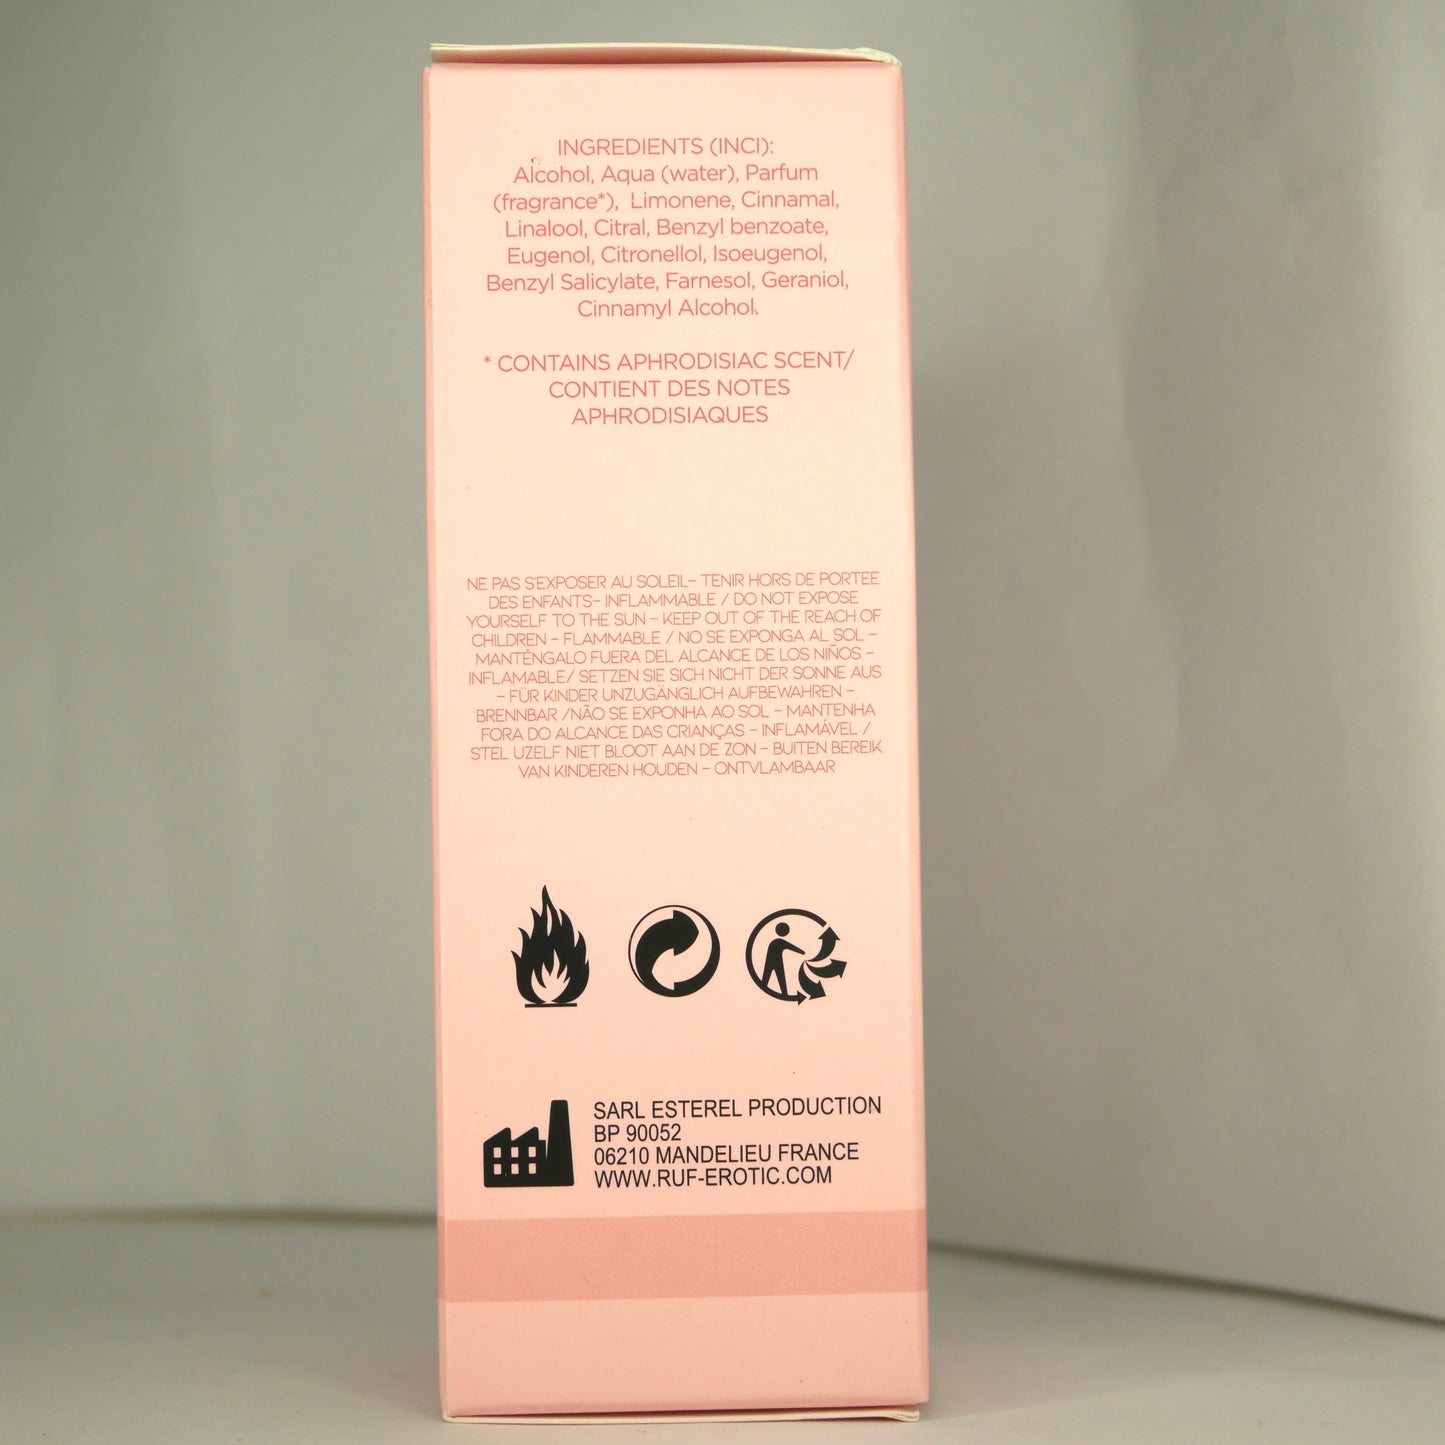 INGREDIENTS (INCI):
Alcohol, Aqua (water), Parfum
(fragrance*), Limonene, Cinnamal,
Linalool, Citral, Benzyl benzoate,
Eugenol, Citronellol, Isoeugenol,
Benzyl Salicylate, Farnesol, Geraniol,
Cinnamyl Alcohol.
* CONTAINS APHRODISIAC SCENT/
CONTIENT DES NOTES
APHRODISIAQUES
NE PAS S'EXPOSER AU SOLEIL- TENIR HORS DE PORTEE
DES ENFANTS- INFLAMMABLE / DO NOT EXPOSE
YOURSELF TO THE SUN - KEEP OUT OF THE REACH OF
CHILDREN - FLAMMABLE / NO SE EXPONGA AL SOL -
MANTÉNGALO FUERA DEL ALCANCE DE LOS NIÑOS -
INFLAMABLE/ SETZEN SIE SICH NICHT DER SONNE AUS
- FÜR KINDER UNZUGÄNGLICH AUFBEWAHREN -
BRENNBAR /NÃO SE EXPONHA AO SOL - MANTENHA
FORA DO ALCANCE DAS CRIANÇAS - INFLAMÁVEL /
STEL UZELF NIET BLOOT AAN DE ZON - BUITEN BEREIK
VAN KINDEREN HOUDEN - ONTVLAMBAAR
SARL ESTEREL PRODUCTION
BP 90052
06210 MANDELIEU FRANCE
WWW.RUF-EROTIC.COM